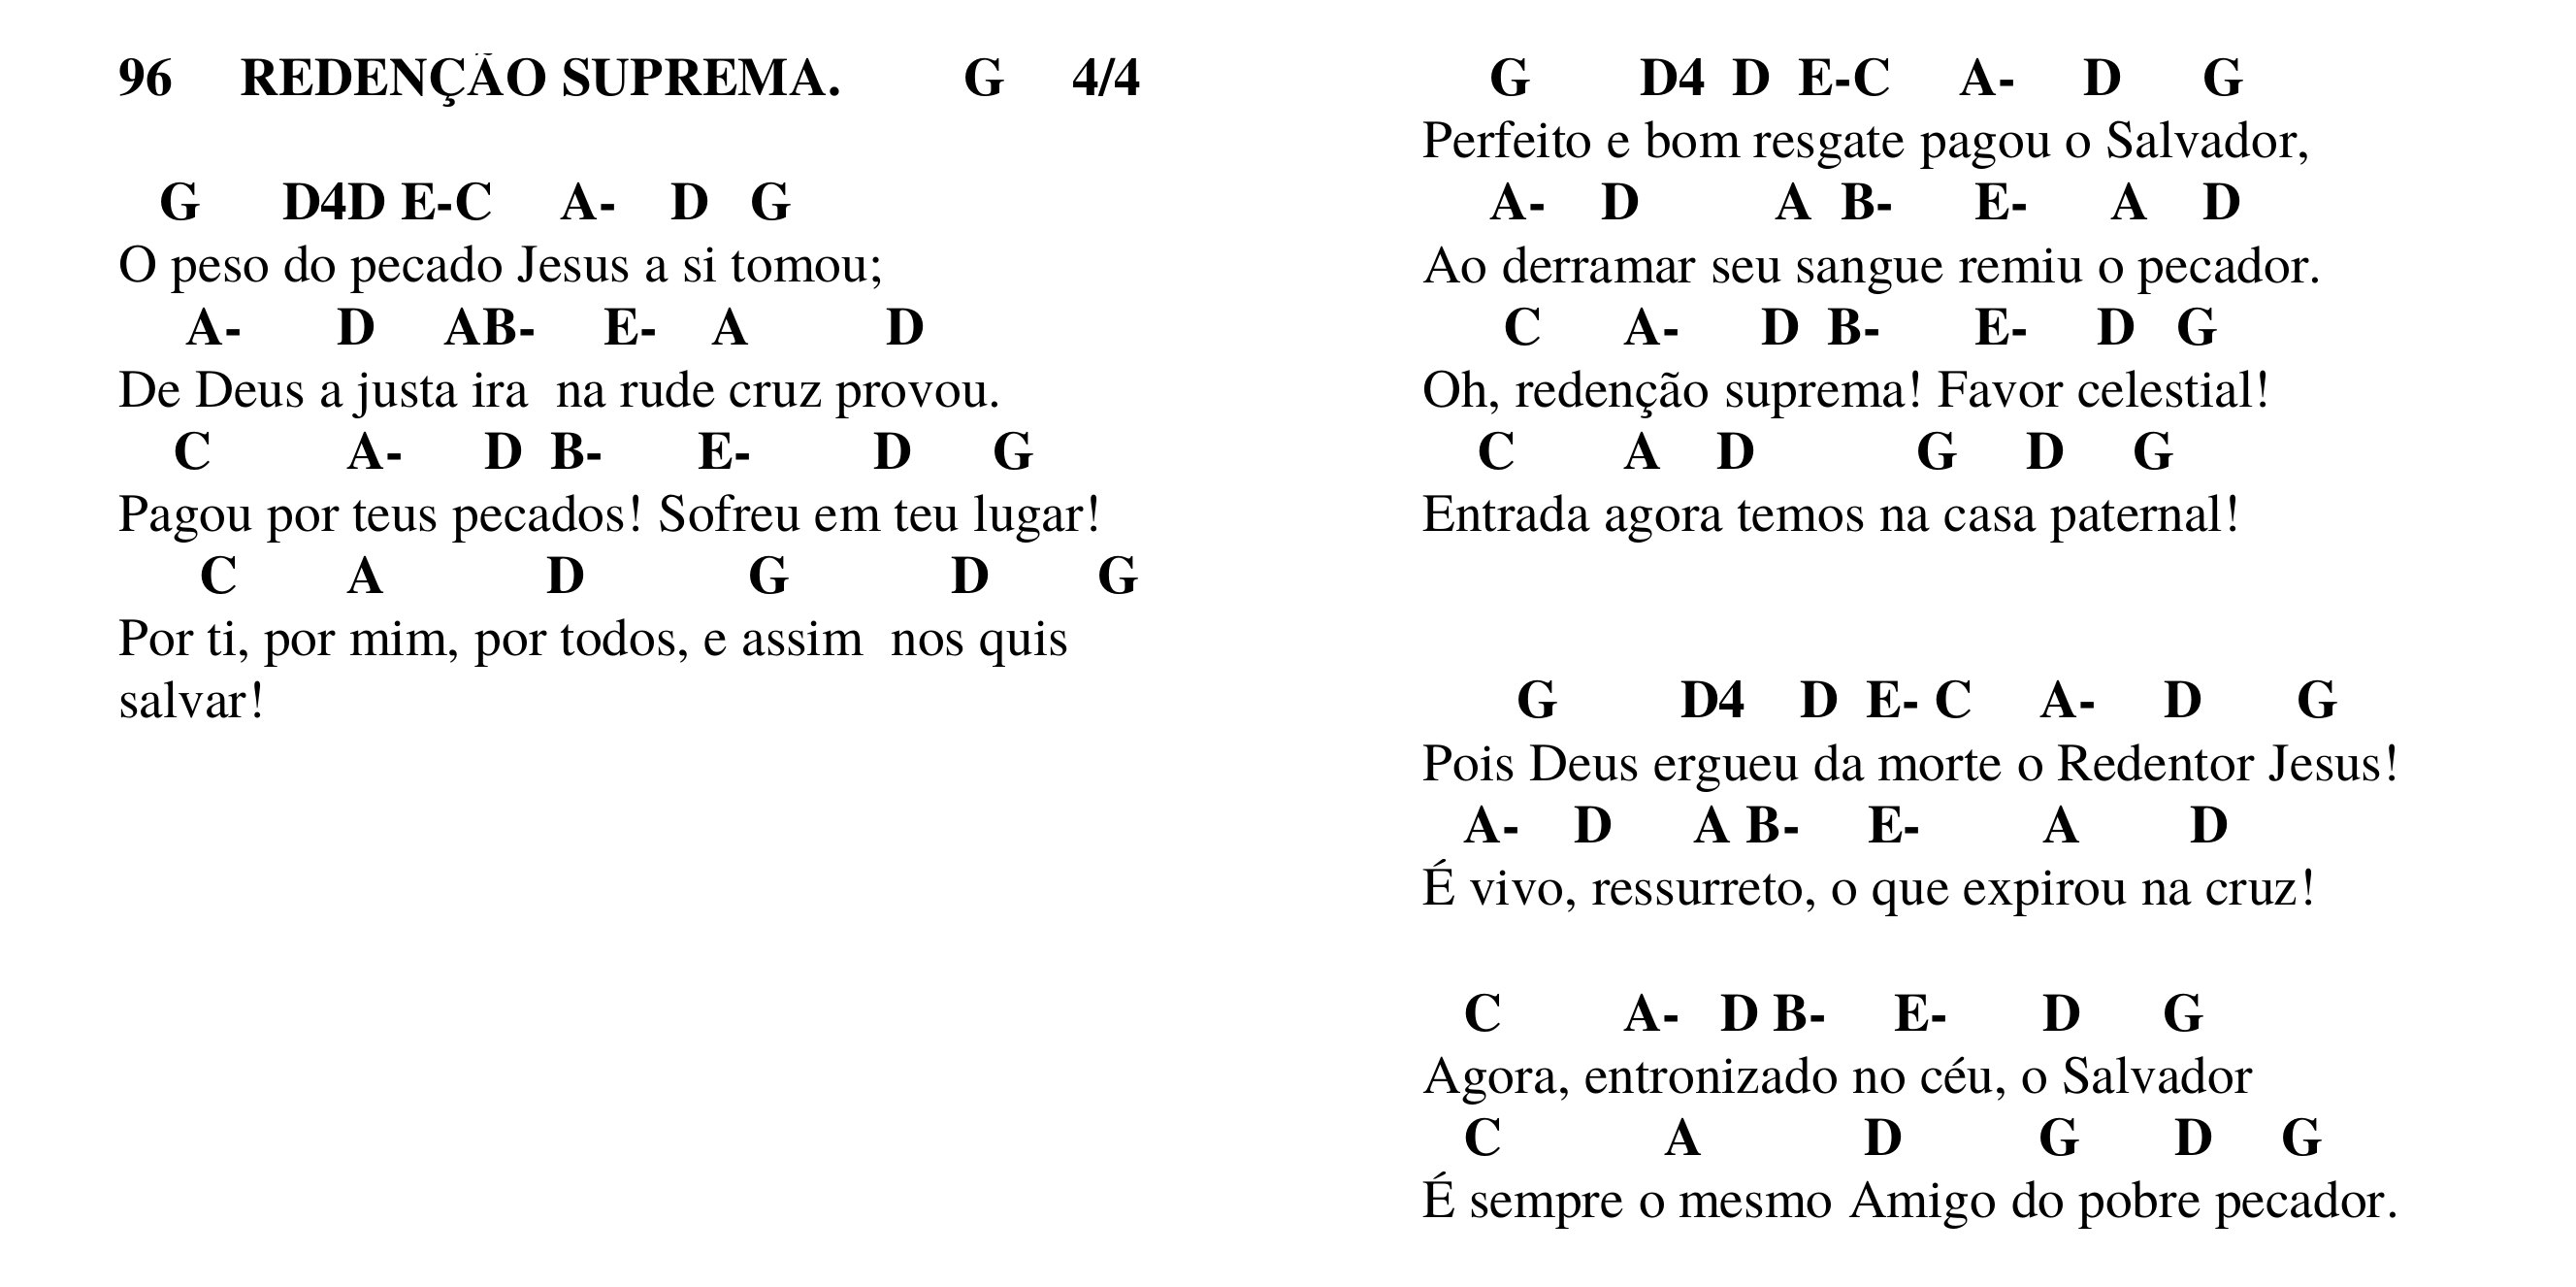 96 REDENÇÃO SUPREMA. G 4/4
G D4D E-C A- D G
O peso do pecado Jesus a si tomou;
A- D AB- E- A D
De Deus a justa ira na rude cruz provou.
C A- D B- E- D G
Pagou por teus pecados! Sofreu em teu lugar!
C A D G D G
Por ti, por mim, por todos, e assim nos quis
salvar!
G D4 D E-C A- D G
Perfeito e bom resgate pagou o Salvador,
A- D A B- E- A D
Ao derramar seu sangue remiu o pecador.
C A- D B- E- D G
Oh, redenção suprema! Favor celestial!
C A D G D G
Entrada agora temos na casa paternal!
G D4 D E- C A- D G
Pois Deus ergueu da morte o Redentor Jesus!
A- D A B- E- A D
É vivo, ressurreto, o que expirou na cruz!
C A- D B- E- D G
Agora, entronizado no céu, o Salvador
C A D G D G
É sempre o mesmo Amigo do pobre pecador.